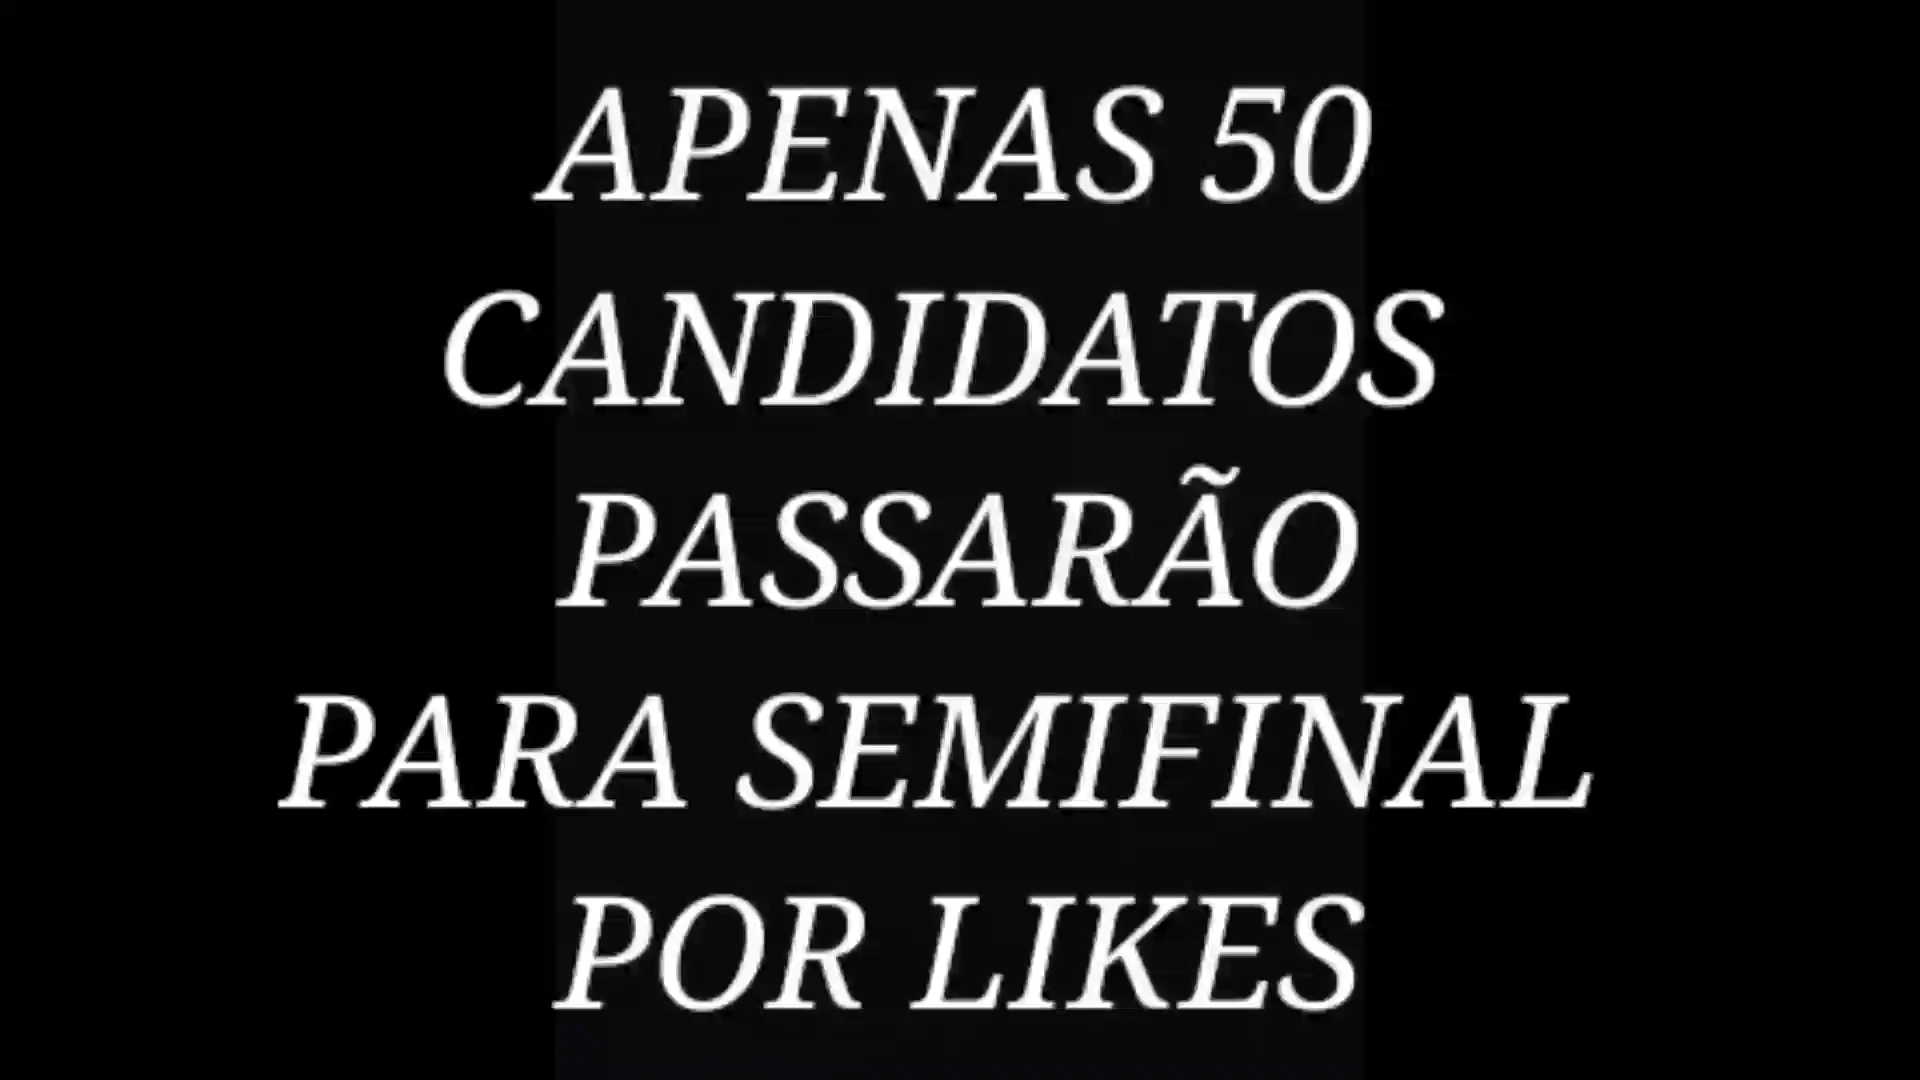 APENAS 50
CANDIDATOS
PASSARÃO
PARA SEMIFINAL
POR LIKES